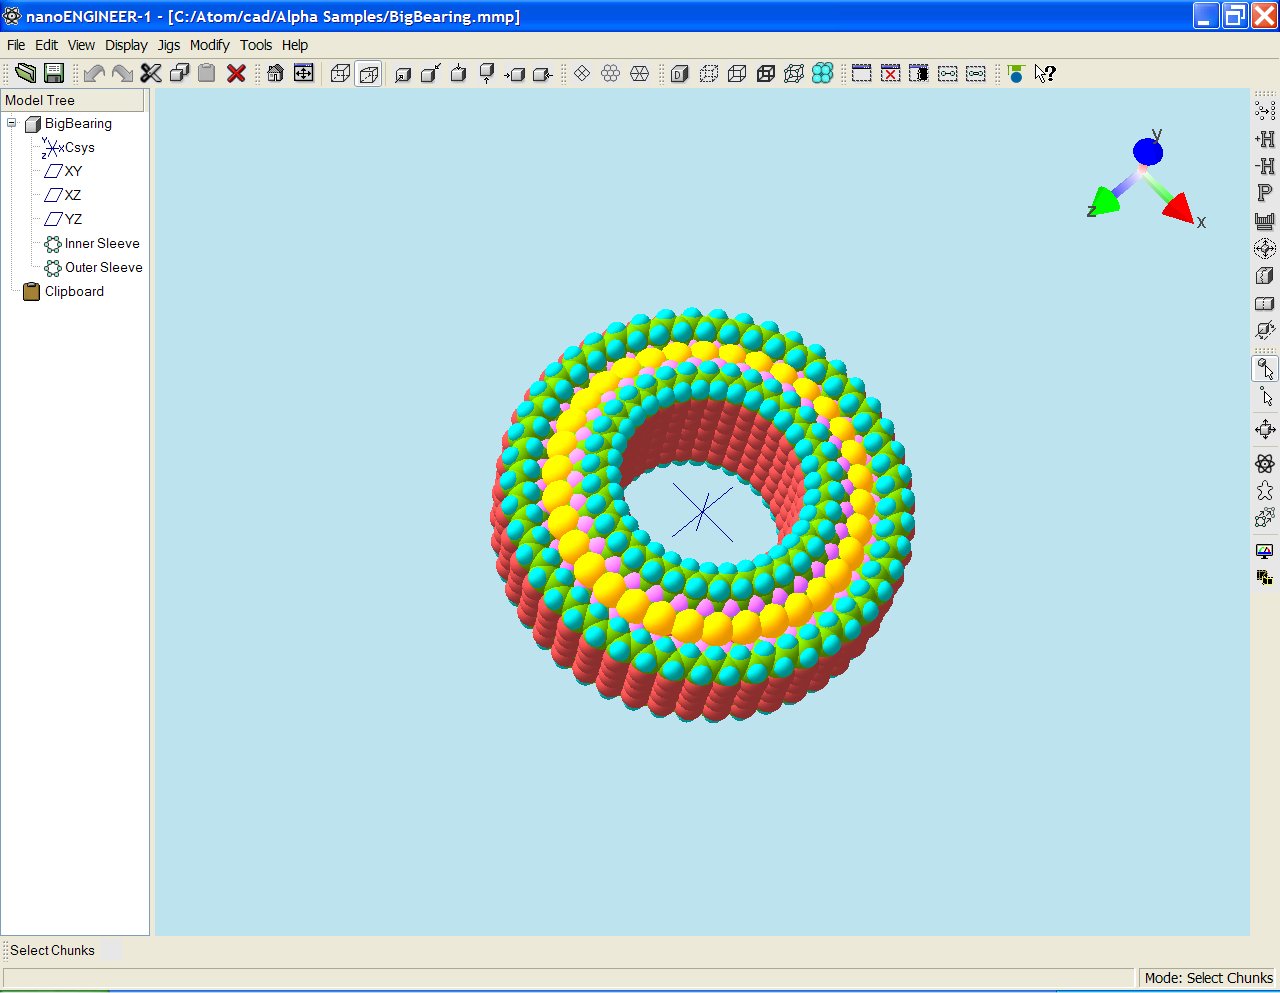 nanoENGINEER-1 - [C:/Atom/cad/Alpha Samples/BigBearing.mmp]
File Edit View Display Jigs Modify Tools Help
Model Tree
BigBearing
Csys
XY
XZ
YZ
Inner Sleeve
Outer Sleeve
Clipboard
y
z
x
+H
-H
P
Select Chunks
Mode: Select Chunks